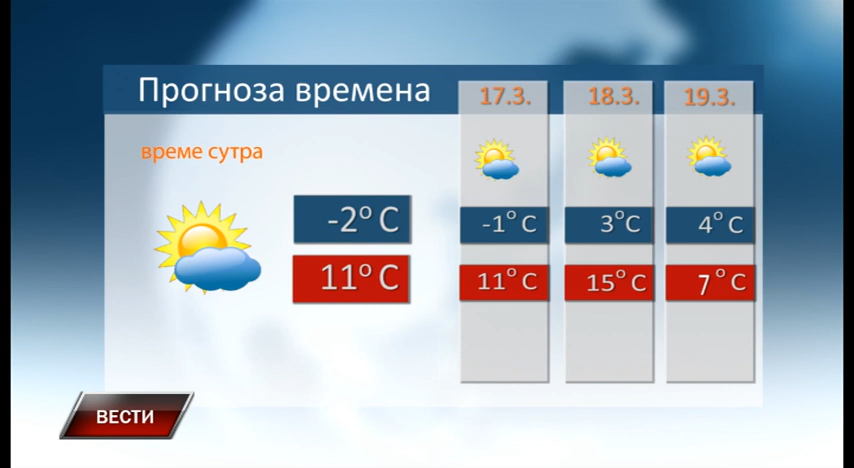 Прогноза времена
време сутра
-2° C
11° C
17.3.
-1° C
11° C
18.3.
3°C
15° C
19.3.
4° C
7° C
ВЕСТИ